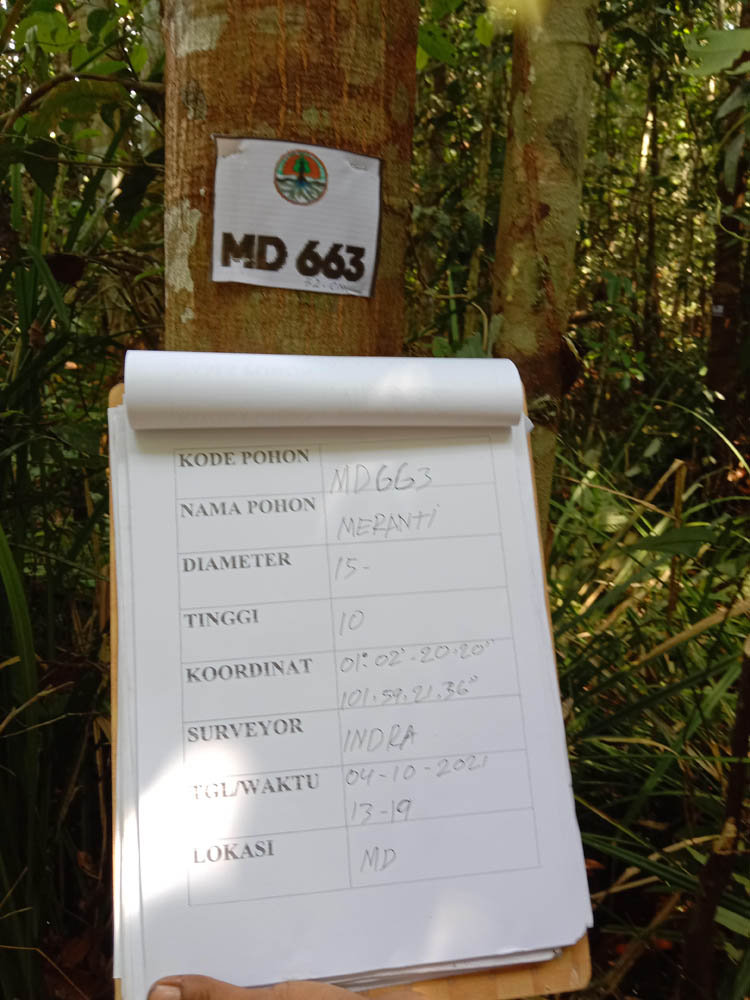 MD 663
KODE POHON MD663
NAMA POHON MERANTI
DIAMETER 15-
TINGGI 10
KOORDINAT 01° 02' - 20.20"
101.59.21.36"
SURVEYOR INDRA
TGL/WAKTU 04-10-2021
13-19
LOKASI MD